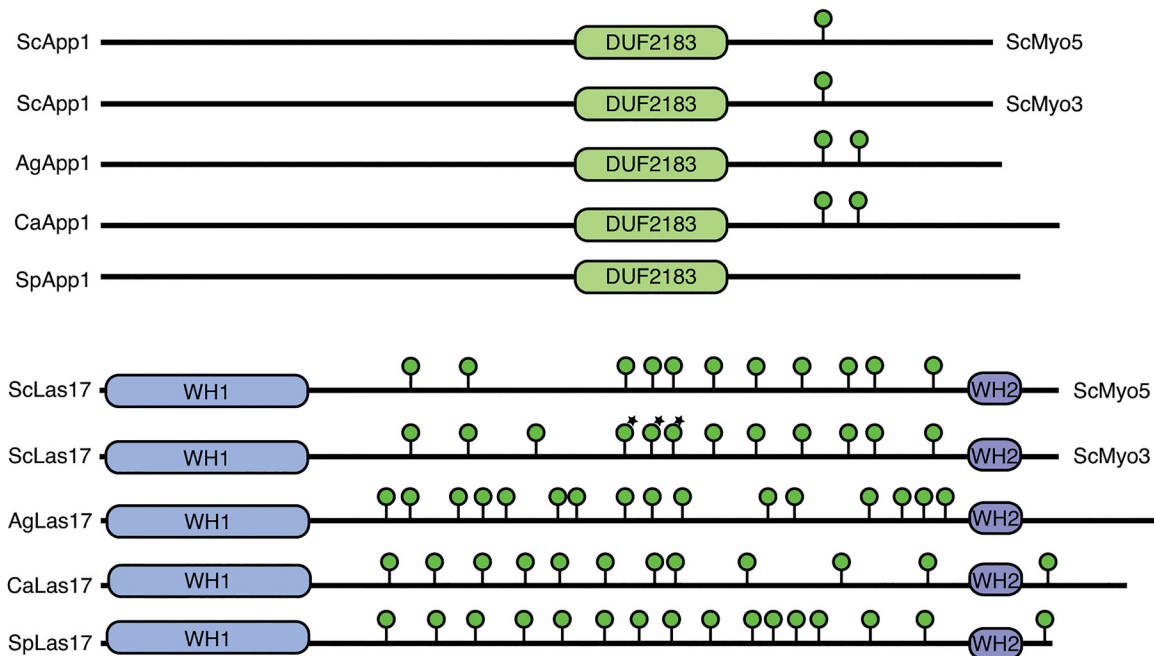 ScApp1 DUF2183 ScMyo5
ScApp1 DUF2183 ScMyo3
AgApp1 DUF2183
CaApp1 DUF2183
SpApp1 DUF2183
ScLas17 WH1 WH2 ScMyo5
ScLas17 WH1 WH2 ScMyo3
AgLas17 WH1 WH2
CaLas17 WH1 WH2
SpLas17 WH1 WH2